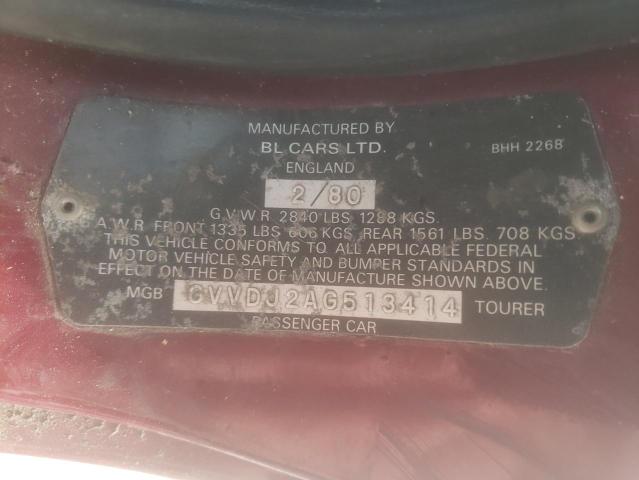 MANUFACTURED BY
BL CARS LTD.
BHH 2268
ENGLAND
2/80
G.V.W.R. 2840 LBS. 1288 KGS.
A.W.R. FRONT 1335 LBS 606 KGS. REAR 1561 LBS. 708 KGS.
THIS VEHICLE CONFORMS TO ALL APPLICABLE FEDERAL
MOTOR VEHICLE SAFETY AND BUMPER STANDARDS IN
EFFECT ON THE DATE OF MANUFACTURE SHOWN ABOVE.
MGB GVVDJ2AG513414 TOURER
PASSENGER CAR